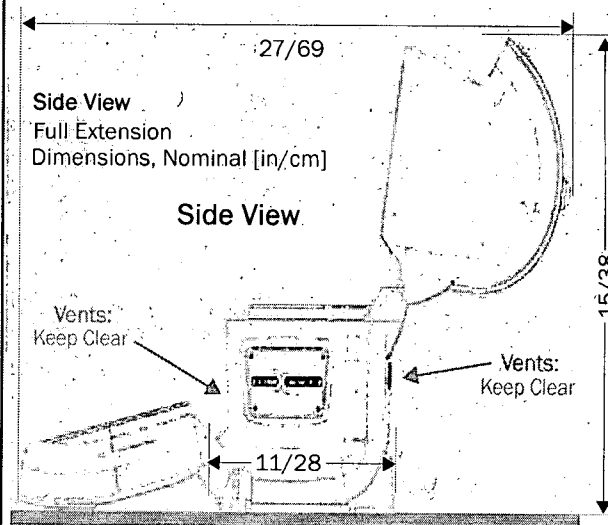 27/69
Side View
Full Extension
Dimensions, Nominal [in/cm]
Side View
Vents:
Keep Clear
15/38
Vents:
Keep Clear
11/28